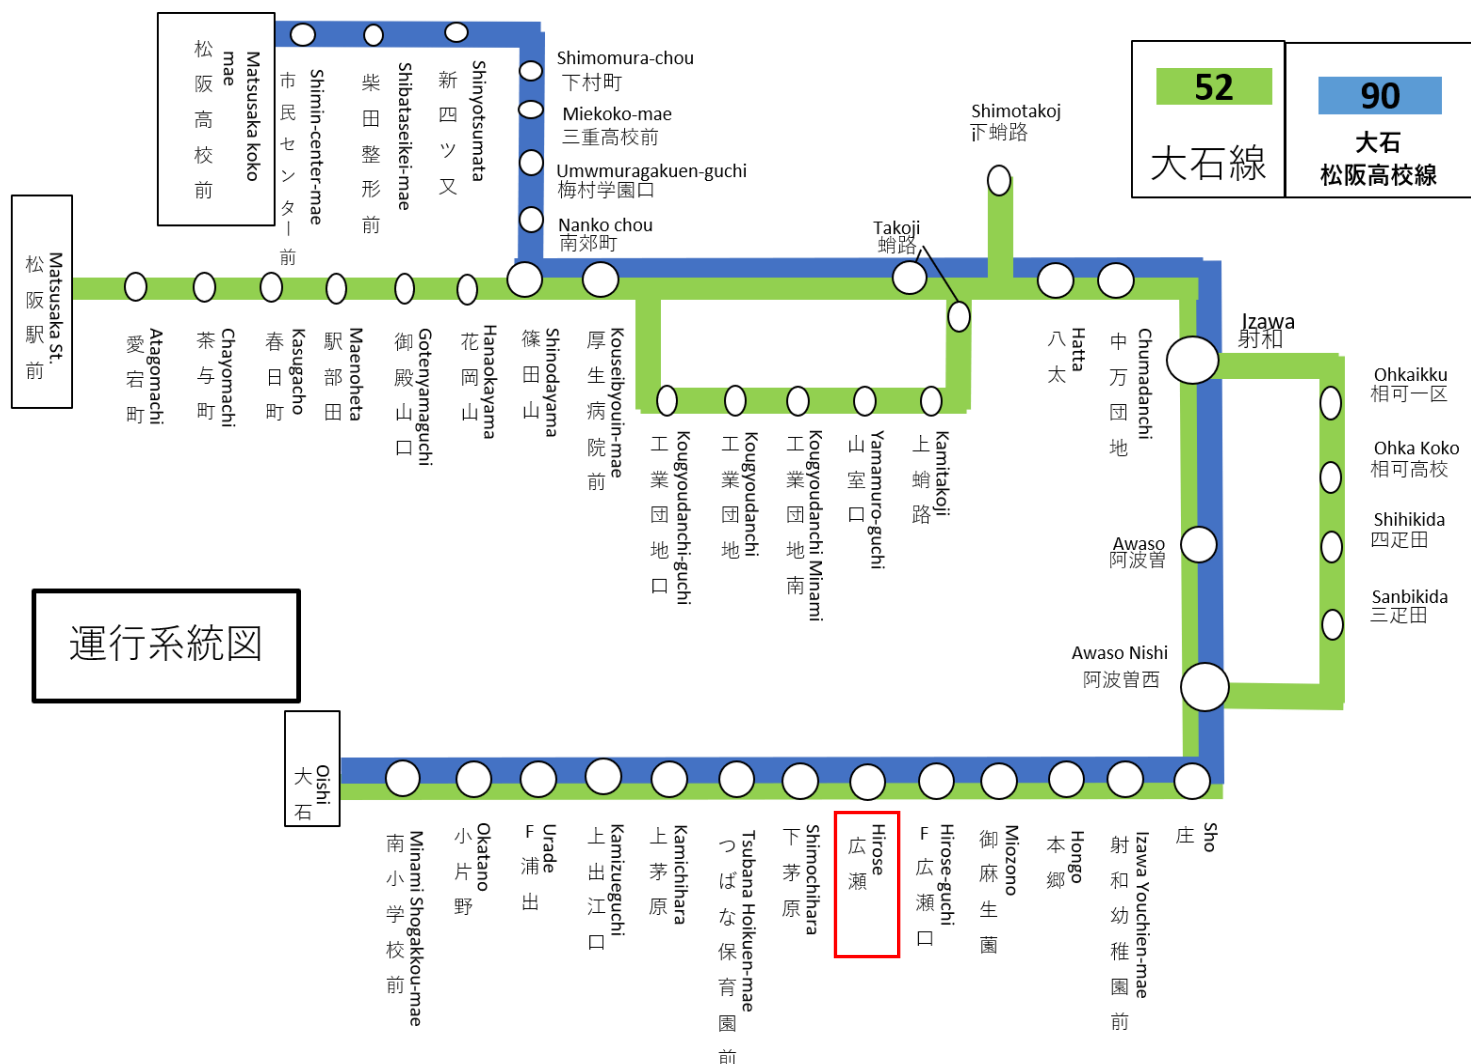 松阪高校前
Matsusaka koko
mae
市民センター前
Shimin-center-mae
柴田整形前
Shibataseikei-mae
新四ツ又
Shinyotsumata
Shimomura-chou
下村町
Miekoko-mae
三重高校前
Umwmuragakuen-guchi
梅村学園口
Nanko chou
南郊町
Shimotakoj
i
下蛸路
Takoji
蛸路
52
大石線
90
大石
松阪高校線
松阪駅前
Matsusaka St.
愛宕町
Atagomachi
茶与町
Chayomachi
春日町
Kasugacho
駅部田
Maenoheta
御殿山口
Gotenyamaguchi
花岡山
Hanaokayama
篠田山
Shinodayama
厚生病院前
Kouseibyouin-mae
工業団地口
Kougyoudanchi-guchi
工業団地
Kougyoudanchi
工業団地南
Kougyoudanchi Minami
山室口
Yamamuro-guchi
上蛸路
Kamitakoji
八太
Hatta
中万団地
Chumadanchi
Izawa
射和
Ohkaikku
相可一区
Ohka Koko
相可高校
Shihikida
四疋田
Sanbikida
三疋田
Awaso
阿波曽
Awaso Nishi
阿波曽西
運行系統図
大石
Oishi
南小学校前
Minami Shogakkou-mae
小片野
Okatano
F浦出
Urade
上出江口
Kamizueguchi
上茅原
Kamichihara
つばな保育園前
Tsubana Hoikuen-mae
下茅原
Shimochihara
広瀬
Hirose
F広瀬口
Hirose-guchi
御麻生薗
Miozono
本郷
Hongo
射和幼稚園前
Izawa Youchien-mae
庄
Sho